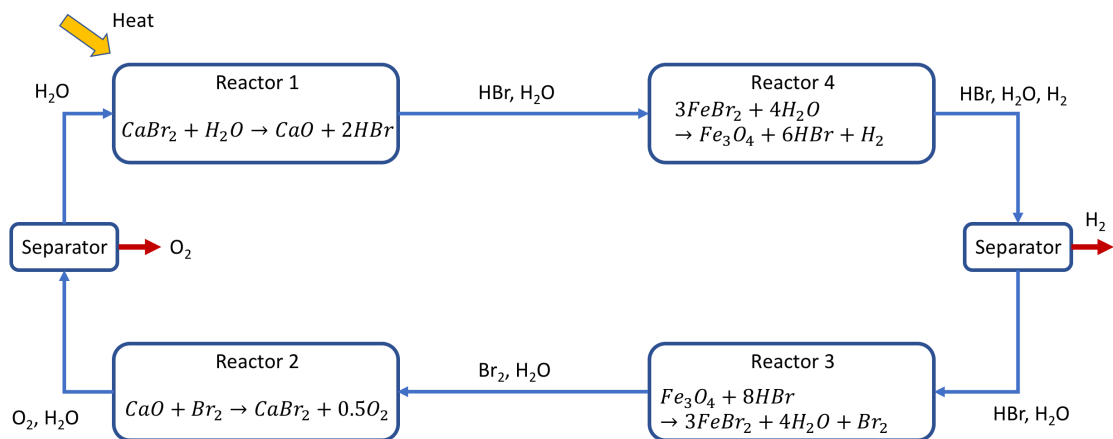 Heat
H₂O
Reactor 1
CaBr₂ + H₂O → CaO + 2HBr
HBr, H₂O
Reactor 4
3FeBr₂ + 4H₂O
→ Fe₃O₄ + 6HBr + H₂
HBr, H₂O, H₂
Separator
O₂
Separator
H₂
Reactor 2
CaO + Br₂ → CaBr₂ + 0.5O₂
O₂, H₂O
Br₂, H₂O
Reactor 3
Fe₃O₄ + 8HBr
→ 3FeBr₂ + 4H₂O + Br₂
HBr, H₂O